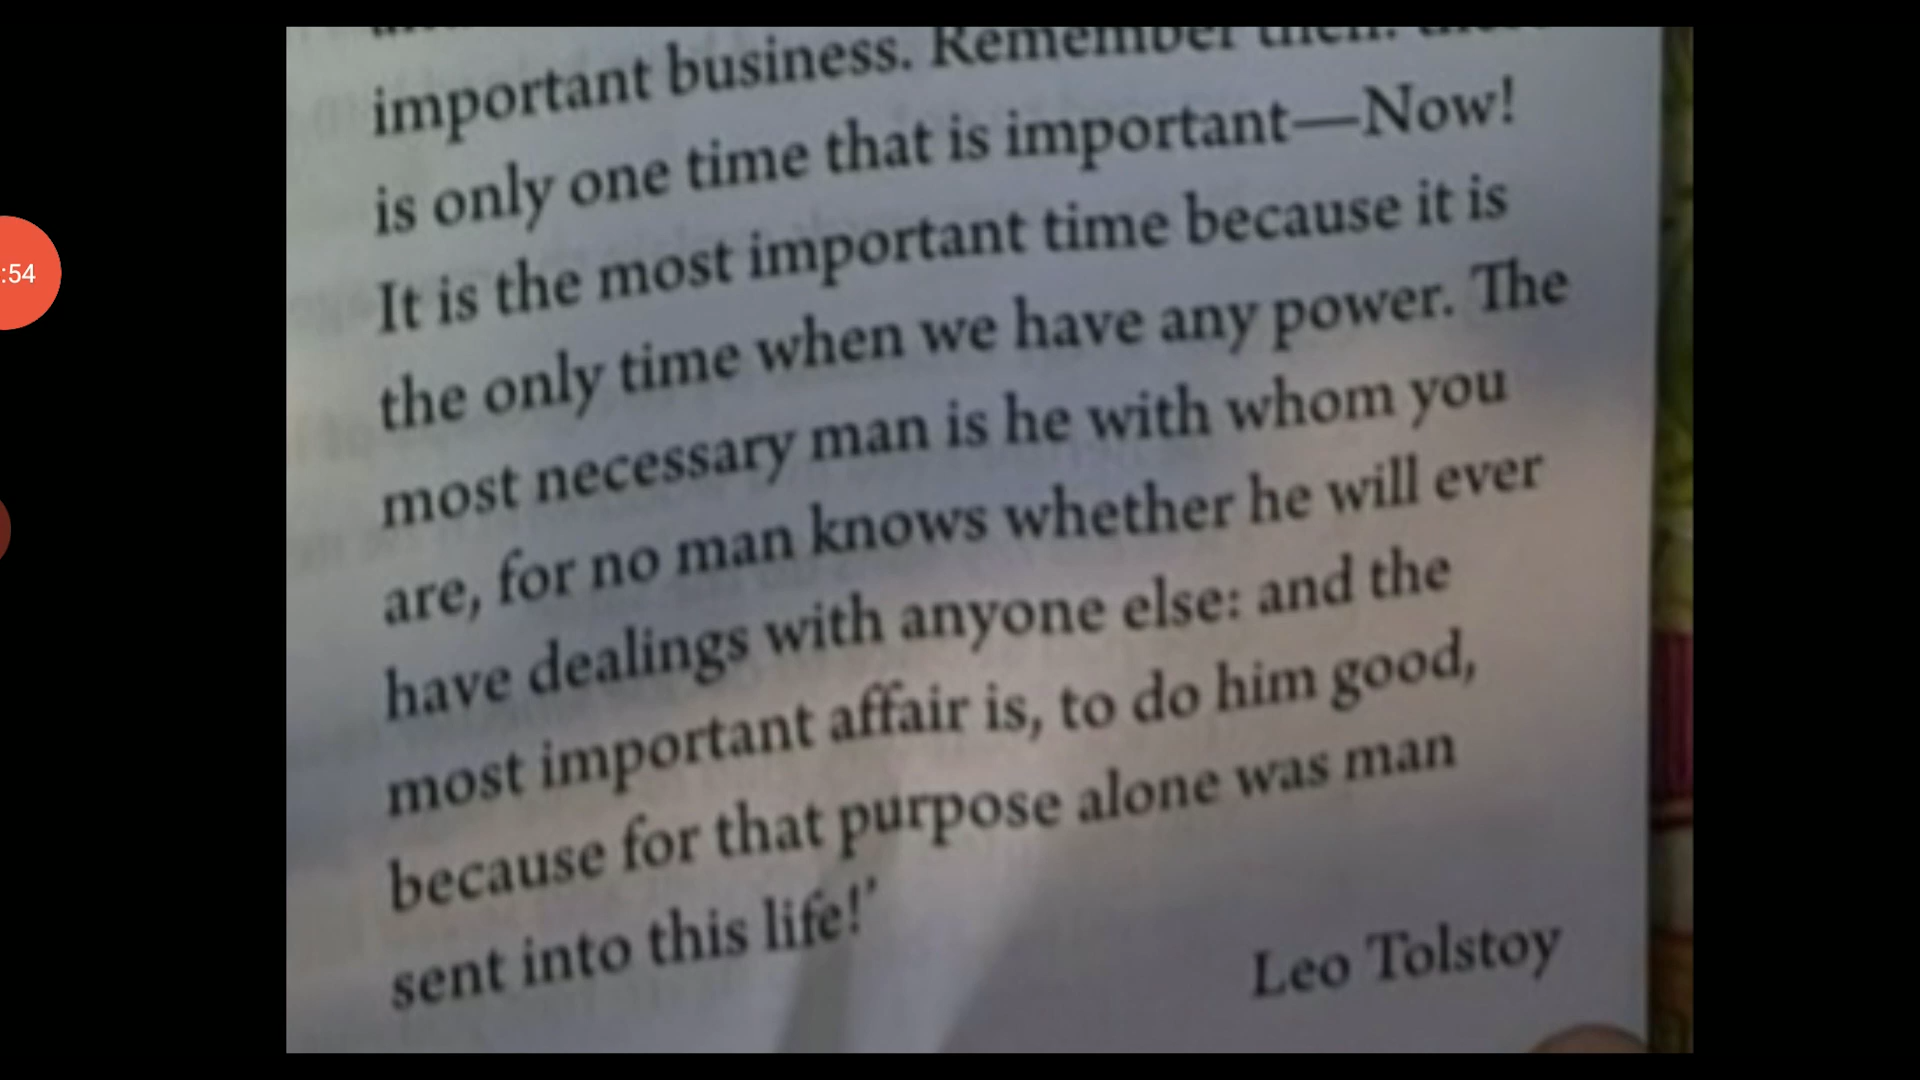 important business. Remember then: there
is only one time that is important—Now!
It is the most important time because it is
the only time when we have any power. The
most necessary man is he with whom you
are, for no man knows whether he will ever
have dealings with anyone else: and the
most important affair is, to do him good,
because for that purpose alone was man
sent into this life!’
Leo Tolstoy
:54